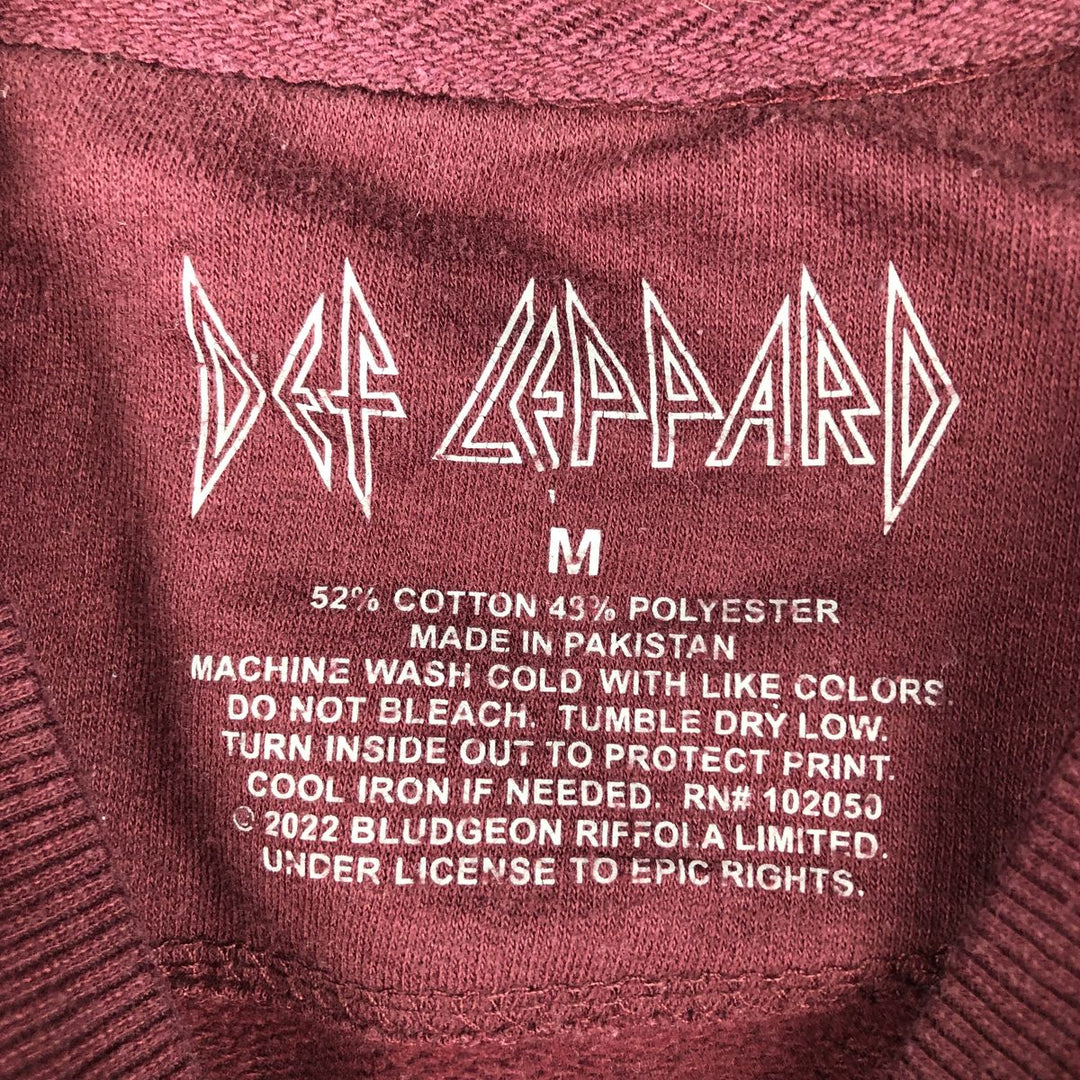 DEF LEPPARD
M
52% COTTON 48% POLYESTER
MADE IN PAKISTAN
MACHINE WASH COLD WITH LIKE COLORS.
DO NOT BLEACH. TUMBLE DRY LOW.
TURN INSIDE OUT TO PROTECT PRINT.
COOL IRON IF NEEDED. RN# 102050
© 2022 BLUDGEON RIFFOLA LIMITED.
UNDER LICENSE TO EPIC RIGHTS.